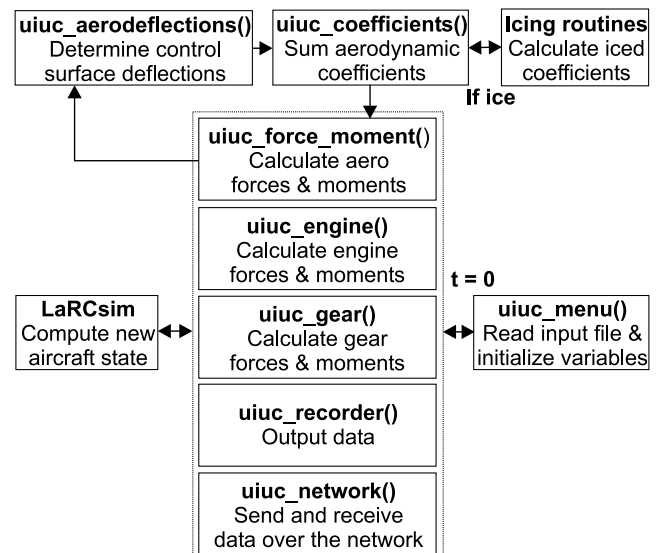 uiuc_aerodeflections()
Determine control
surface deflections
uiuc_coefficients()
Sum aerodynamic
coefficients
Icing routines
Calculate iced
coefficients
If ice
uiuc_force_moment()
Calculate aero
forces & moments
uiuc_engine()
Calculate engine
forces & moments
t = 0
LaRCsim
Compute new
aircraft state
uiuc_gear()
Calculate gear
forces & moments
uiuc_menu()
Read input file &
initialize variables
uiuc_recorder()
Output data
uiuc_network()
Send and receive
data over the network